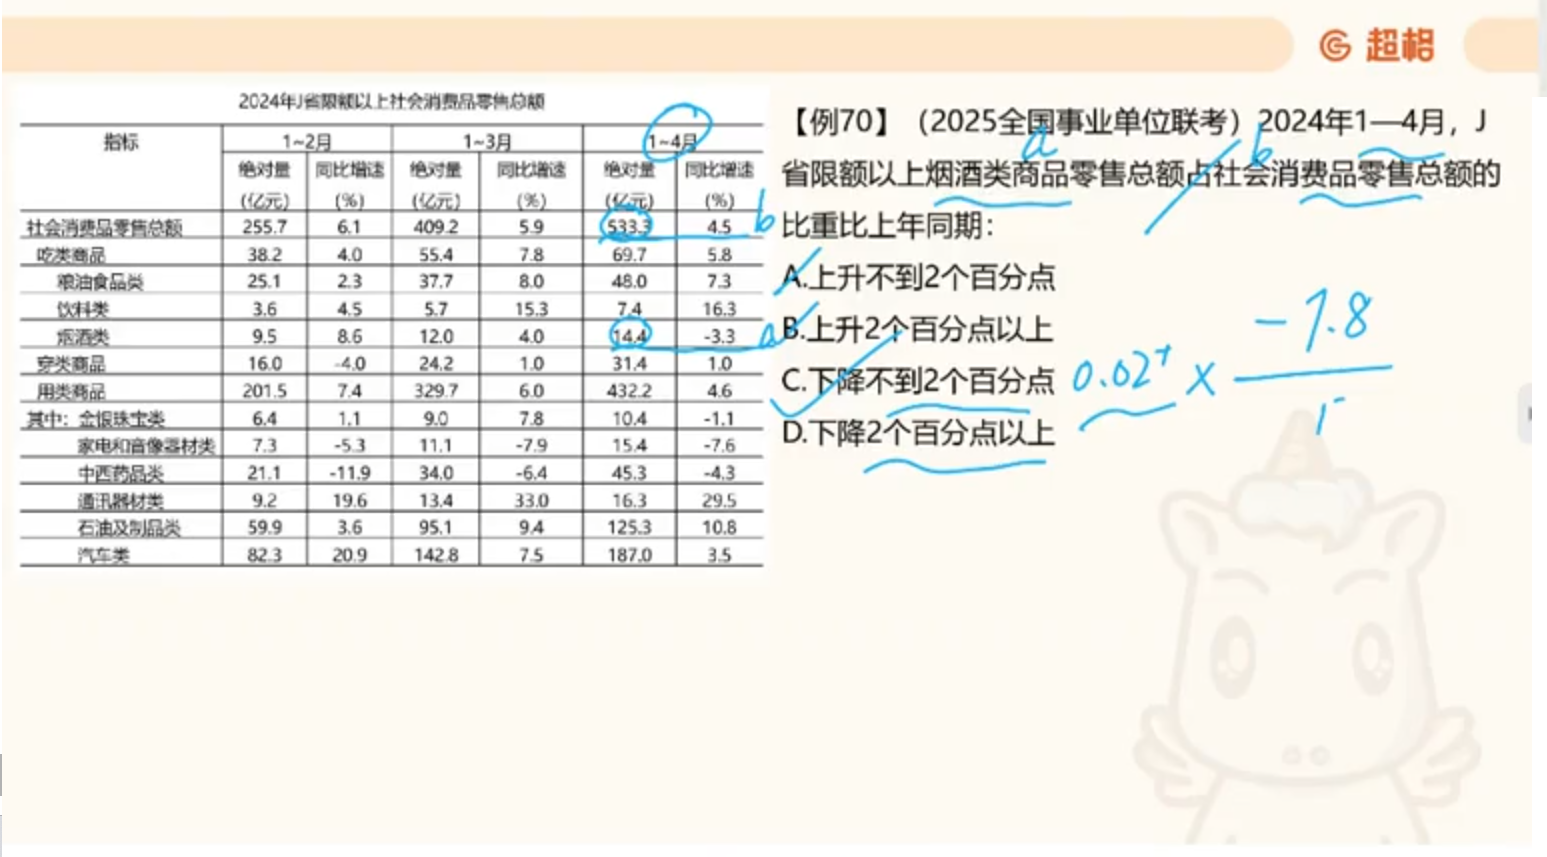 超格
2024年J省限额以上社会消费品零售总额
指标 1~2月 1~3月 1~4月
绝对量 同比增速 绝对量 同比增速 绝对量 同比增速
(亿元) (%) (亿元) (%) (亿元) (%)
社会消费品零售总额 255.7 6.1 409.2 5.9 533.3 4.5 b
吃类商品 38.2 4.0 55.4 7.8 69.7 5.8
粮油食品类 25.1 2.3 37.7 8.0 48.0 7.3
饮料类 3.6 4.5 5.7 15.3 7.4 16.3
烟酒类 9.5 8.6 12.0 4.0 14.4 -3.3 a
穿类商品 16.0 -4.0 24.2 1.0 31.4 1.0
用类商品 201.5 7.4 329.7 6.0 432.2 4.6
其中：金银珠宝类 6.4 1.1 9.0 7.8 10.4 -1.1
家电和音像器材类 7.3 -5.3 11.1 -7.9 15.4 -7.6
中西药品类 21.1 -11.9 34.0 -6.4 45.3 -4.3
通讯器材类 9.2 19.6 13.4 33.0 16.3 29.5
石油及制品类 59.9 3.6 95.1 9.4 125.3 10.8
汽车类 82.3 20.9 142.8 7.5 187.0 3.5
【例70】（2025全国事业单位联考）2024年1—4月，J
a b
省限额以上烟酒类商品零售总额占社会消费品零售总额的
比重比上年同期：
A.上升不到2个百分点
B.上升2个百分点以上
C.下降不到2个百分点
D.下降2个百分点以上
0.02⁺ × -7.8
1⁻